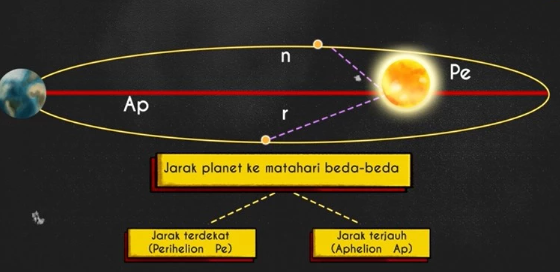 n
Pe
Ap
r
Jarak planet ke matahari beda-beda
Jarak terdekat
(Perihelion Pe)
Jarak terjauh
(Aphelion Ap)